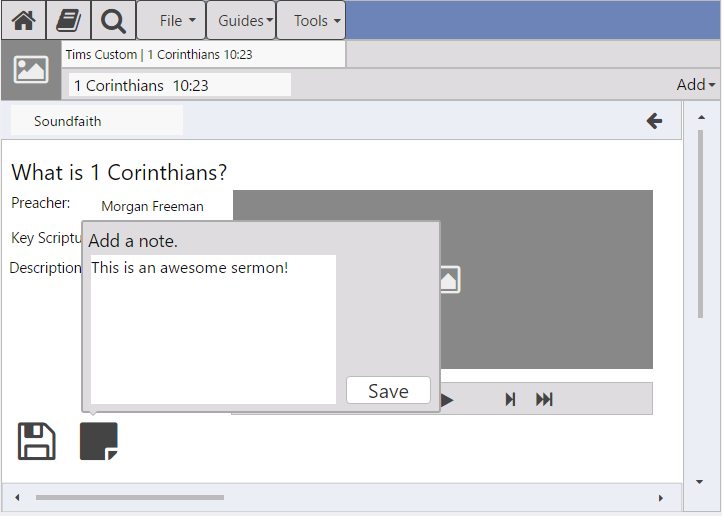 File Guides Tools
Tims Custom | 1 Corinthians 10:23
1 Corinthians 10:23
Add
Soundfaith
What is 1 Corinthians?
Preacher: Morgan Freeman
Key Scriptu
Description
Add a note.
This is an awesome sermon!
Save